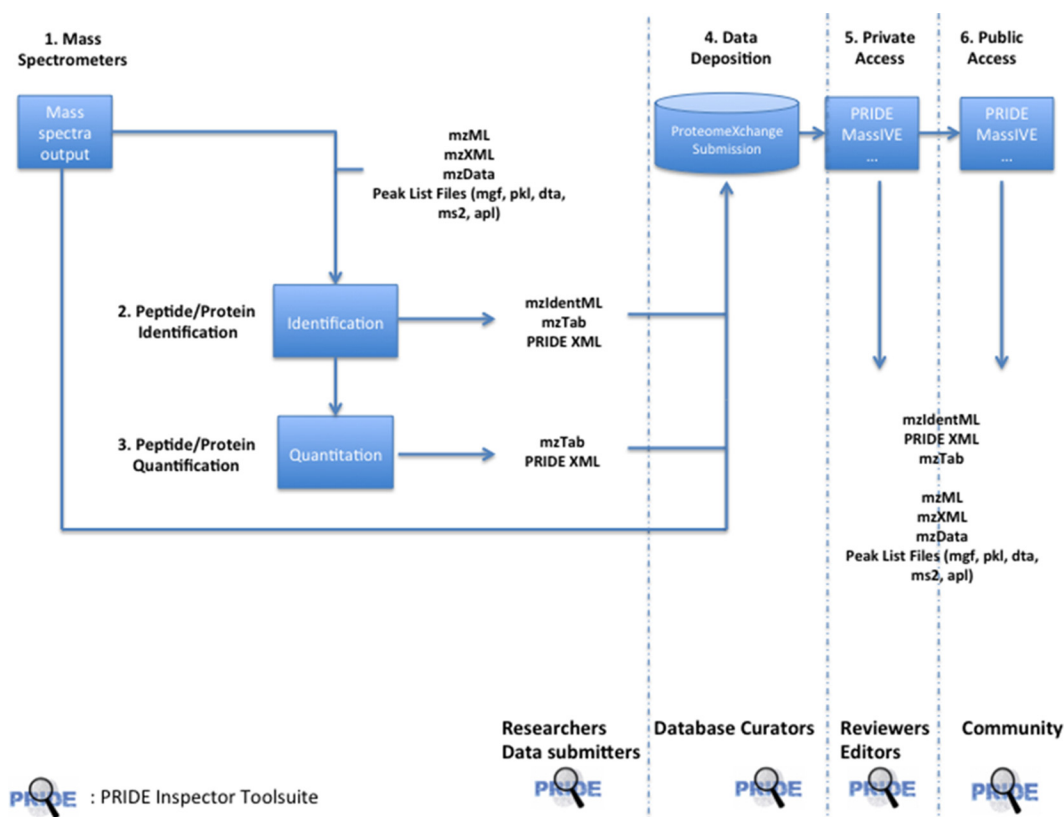 1. Mass
Spectrometers
4. Data
Deposition
5. Private
Access
6. Public
Access
Mass
spectra
output
mzML
mzXML
mzData
Peak List Files (mgf, pkl, dta,
ms2, apl)
ProteomeXchange
Submission
PRIDE
MassIVE
...
PRIDE
MassIVE
...
2. Peptide/Protein
Identification
Identification
mzIdentML
mzTab
PRIDE XML
3. Peptide/Protein
Quantification
Quantitation
mzTab
PRIDE XML
mzIdentML
PRIDE XML
mzTab
mzML
mzXML
mzData
Peak List Files (mgf, pkl, dta,
ms2, apl)
Researchers
Data submitters
Database Curators
Reviewers
Editors
Community
PRIDE
: PRIDE Inspector Toolsuite
PRIDE
PRIDE
PRIDE
PRIDE